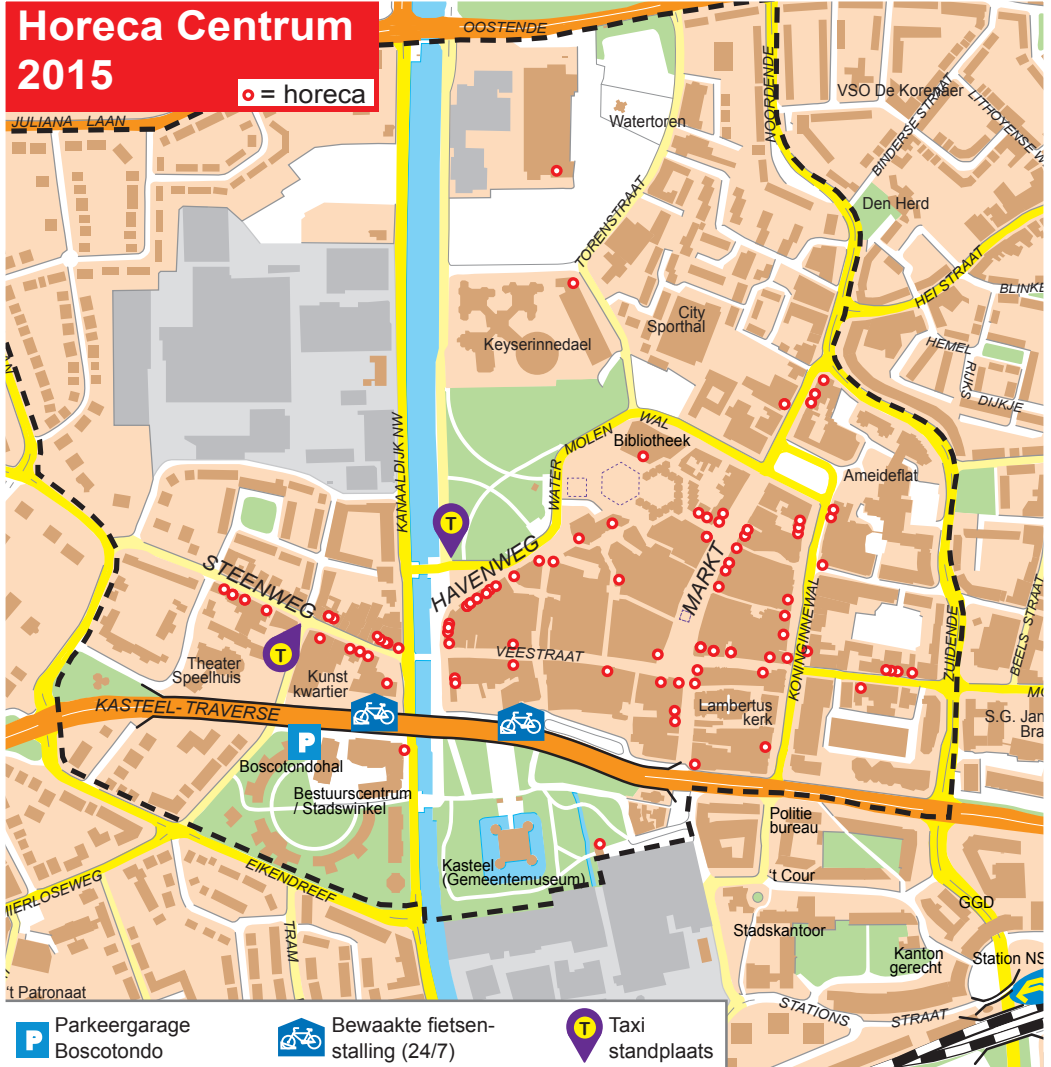 Horeca Centrum
2015
= horeca
OOSTENDE
JULIANA LAAN
NOORDENDE
VSO De Korenaer
BINDERSE STRAAT
Watertoren
Den Herd
TORENSTRAAT
HEI STRAAT
City
Sporthal
Keyserinnedael
HEMEL RIJKS DIJKJE
KANAALDIJK NW
WATER MOLEN WAL
Bibliotheek
Ameideflat
T
STEENWEG
HAVENWEG
MARKT
KONINGINNEWAL
ZUIDENDE
BEELS STRAAT
T
Theater
Speelhuis
Kunst
kwartier
VEESTRAAT
Lambertus
kerk
KASTEEL-TRAVERSE
S.G. Jan
Bra
P
Boscotondohal
Bestuurscentrum
/ Stadswinkel
Politie
bureau
Kasteel
(Gemeentemuseum)
't Cour
MIERLOSEWEG
EIKENDREEF
GGD
Stadskantoor
TRAM
Kanton
gerecht
Station NS
't Patronaat
STATIONS STRAAT
P
Parkeergarage
Boscotondo
Bewaakte fietsen-
stalling (24/7)
T
Taxi
standplaats